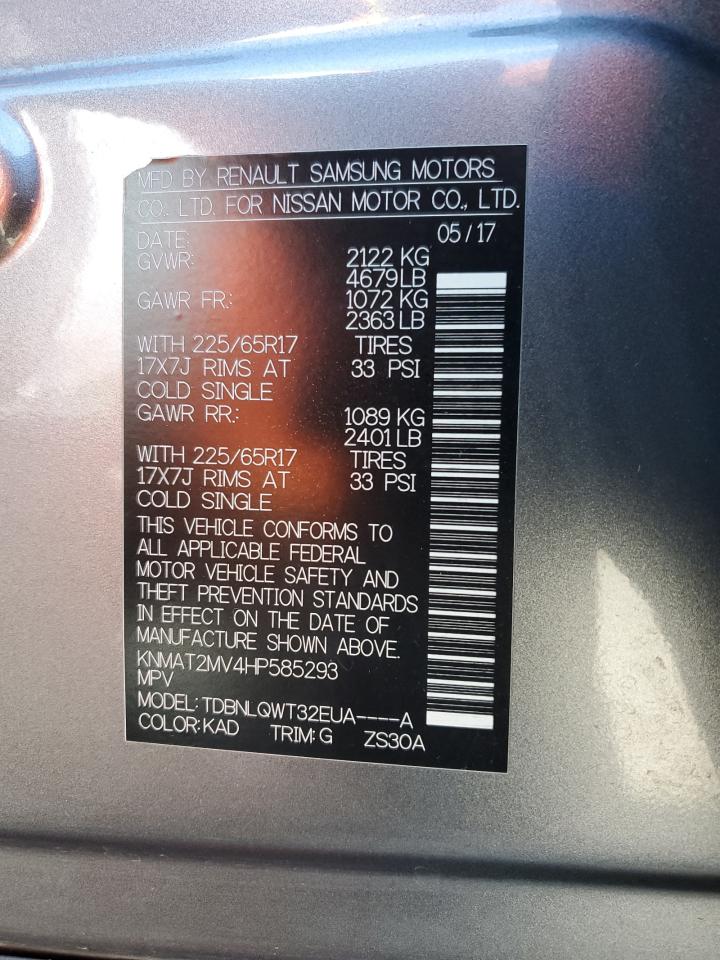 MFD BY RENAULT SAMSUNG MOTORS
CO., LTD. FOR NISSAN MOTOR CO., LTD.
DATE: 05/17
GVWR: 2122 KG
4679LB
GAWR FR.: 1072 KG
2363 LB
WITH 225/65R17 TIRES
17X7J RIMS AT 33 PSI
COLD SINGLE
GAWR RR.: 1089 KG
2401 LB
WITH 225/65R17 TIRES
17X7J RIMS AT 33 PSI
COLD SINGLE
THIS VEHICLE CONFORMS TO
ALL APPLICABLE FEDERAL
MOTOR VEHICLE SAFETY AND
THEFT PREVENTION STANDARDS
IN EFFECT ON THE DATE OF
MANUFACTURE SHOWN ABOVE.
KNMAT2MV4HP585293
MPV
MODEL: TDBNLQWT32EUA----A
COLOR: KAD TRIM: G ZS30A